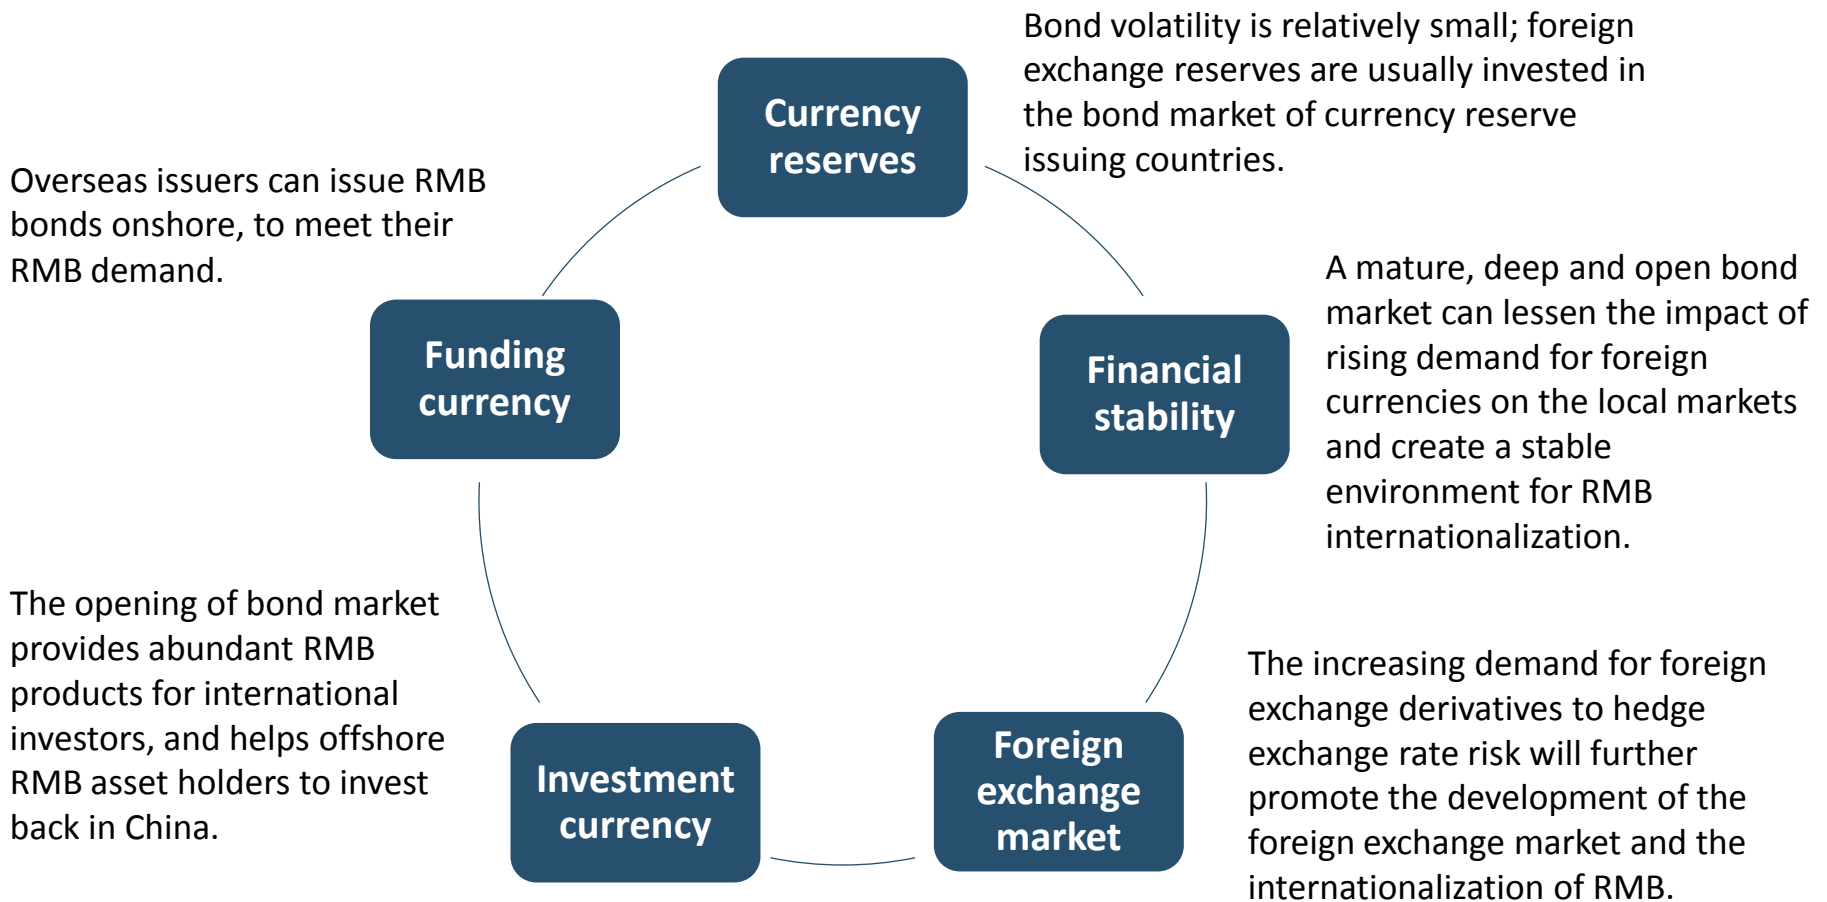 Currency
reserves
Bond volatility is relatively small; foreign
exchange reserves are usually invested in
the bond market of currency reserve
issuing countries.
Overseas issuers can issue RMB
bonds onshore, to meet their
RMB demand.
Funding
currency
Financial
stability
A mature, deep and open bond
market can lessen the impact of
rising demand for foreign
currencies on the local markets
and create a stable
environment for RMB
internationalization.
The opening of bond market
provides abundant RMB
products for international
investors, and helps offshore
RMB asset holders to invest
back in China.
Investment
currency
Foreign
exchange
market
The increasing demand for foreign
exchange derivatives to hedge
exchange rate risk will further
promote the development of the
foreign exchange market and the
internationalization of RMB.